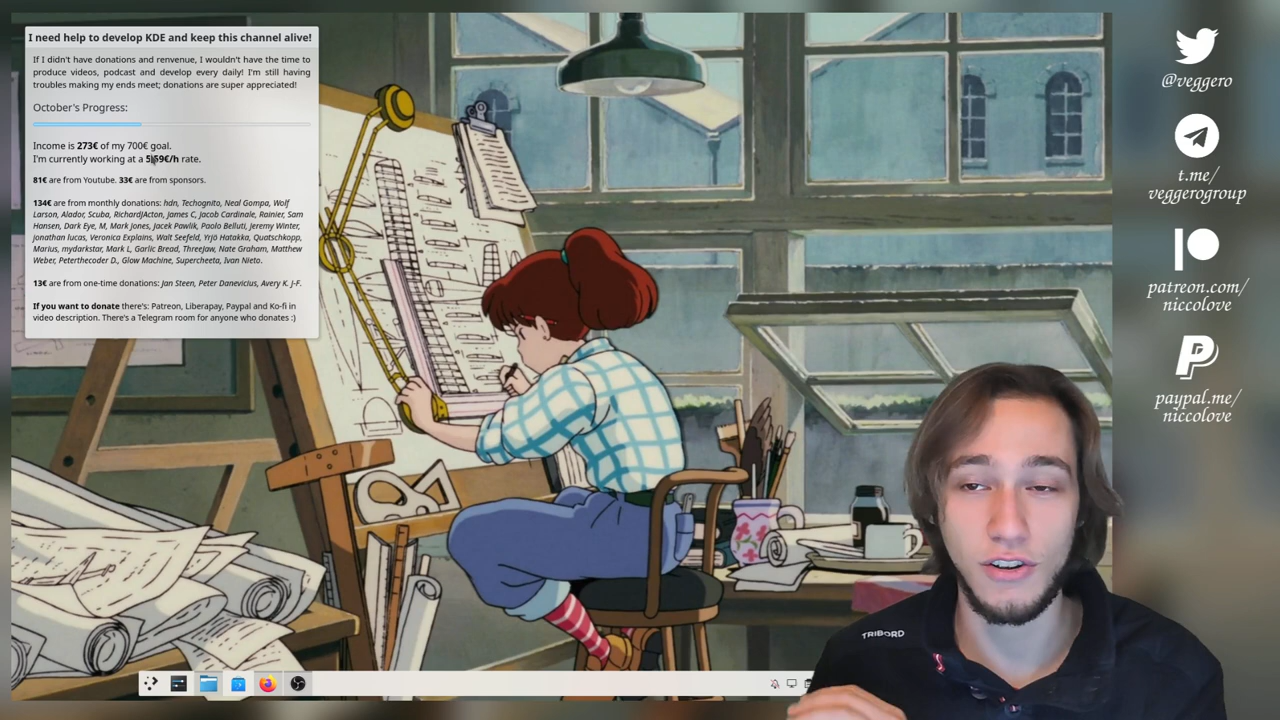 I need help to develop KDE and keep this channel alive!
If I didn't have donations and renvenue, I wouldn't have the time to
produce videos, podcast and develop every daily! I'm still having
troubles making my ends meet; donations are super appreciated!
October's Progress:
Income is 273€ of my 700€ goal.
I'm currently working at a 5,59€/h rate.
81€ are from Youtube. 33€ are from sponsors.
134€ are from monthly donations: hdn, Techognito, Neal Gompa, Wolf
Larson, Alador, Scuba, RichardJActon, James C, Jacob Cardinale, Rainier, Sam
Hansen, Dark Eye, M, Mark Jones, Jacek Pawlik, Paolo Belluti, Jeremy Winter,
jonathan lucas, Veronica Explains, Walt Seefeld, Yrjö Hatakka, Quatschkopp,
Marius, mydarkstar, Mark L, Garlic Bread, ThreeJaw, Nate Graham, Matthew
Weber, Peterthecoder D., Glow Machine, Supercheeta, Ivan Nieto.
13€ are from one-time donations: Jan Steen, Peter Danevicius, Avery K. J-F.
If you want to donate there's: Patreon, Liberapay, Paypal and Ko-fi in
video description. There's a Telegram room for anyone who donates :)
@veggero
t.me/
veggerogroup
patreon.com/
niccolove
paypal.me/
niccolove
TRIBORD